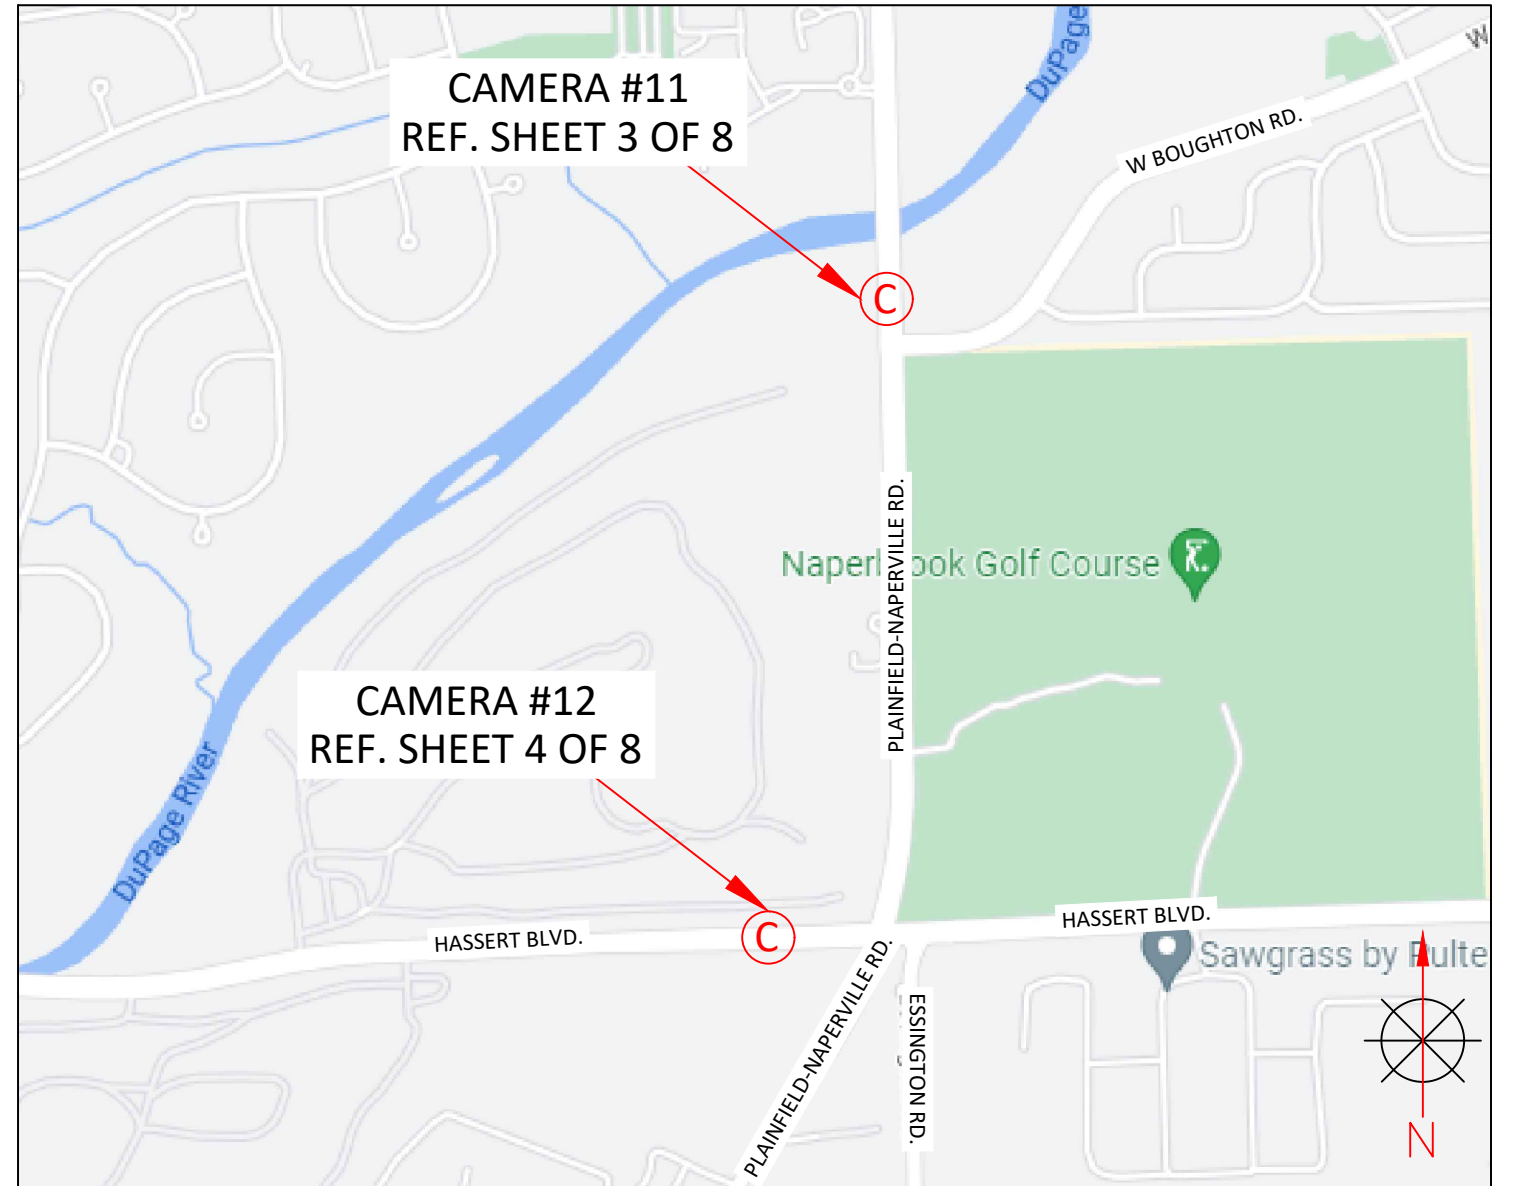 DuPage
W
CAMERA #11
REF. SHEET 3 OF 8
W BOUGHTON RD.
C
PLAINFIELD-NAPERVILLE RD.
Naperbrook Golf Course
CAMERA #12
REF. SHEET 4 OF 8
DuPage River
C
HASSERT BLVD.
HASSERT BLVD.
Sawgrass by Pulte
PLAINFIELD-NAPERVILLE RD.
ESSINGTON RD.
N